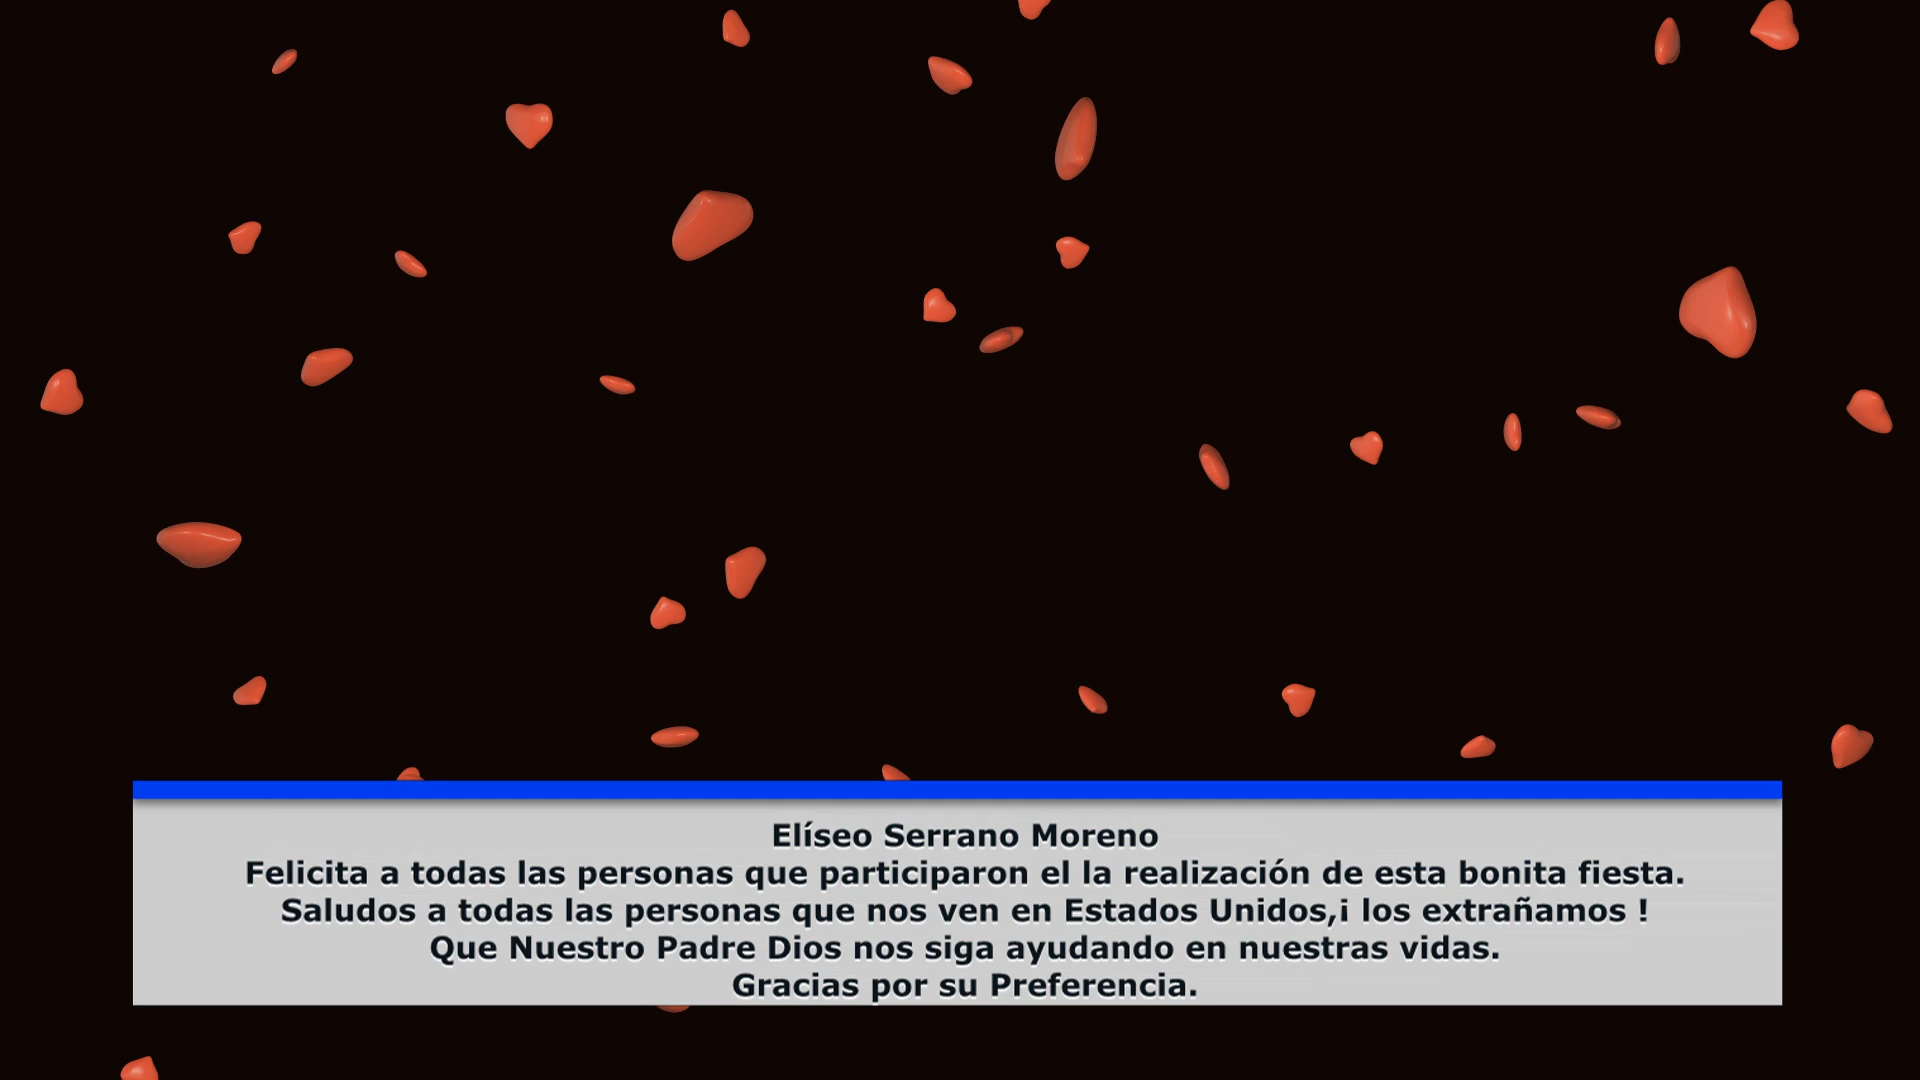 Elíseo Serrano Moreno
Felicita a todas las personas que participaron el la realización de esta bonita fiesta.
Saludos a todas las personas que nos ven en Estados Unidos,¡ los extrañamos !
Que Nuestro Padre Dios nos siga ayudando en nuestras vidas.
Gracias por su Preferencia.